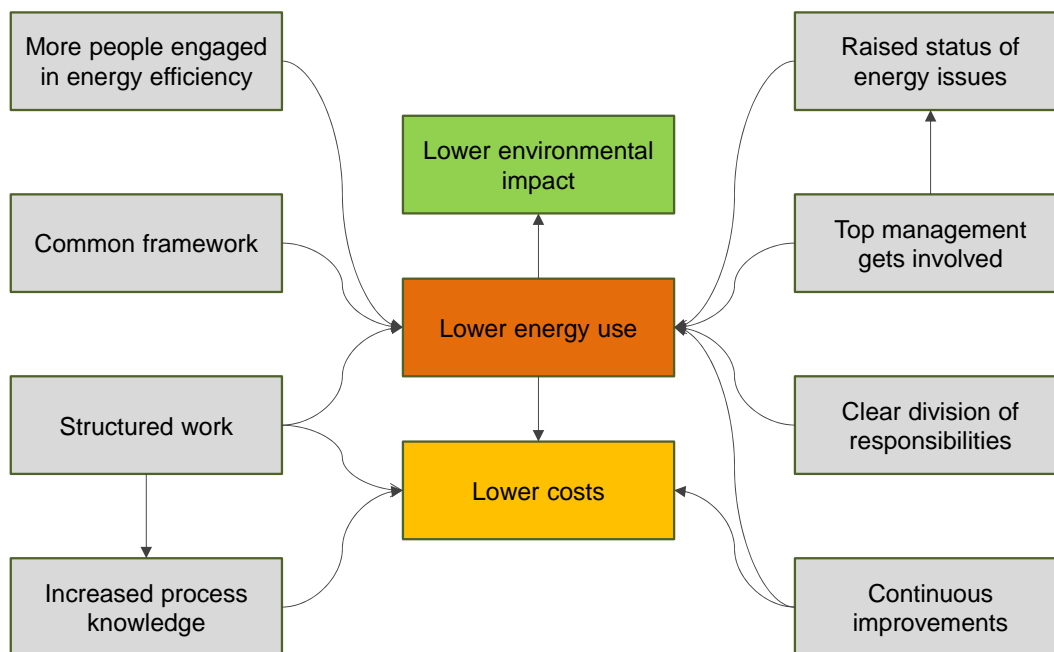 More people engaged
in energy efficiency
Raised status of
energy issues
Lower environmental
impact
Common framework
Top management
gets involved
Lower energy use
Structured work
Clear division of
responsibilities
Lower costs
Increased process
knowledge
Continuous
improvements